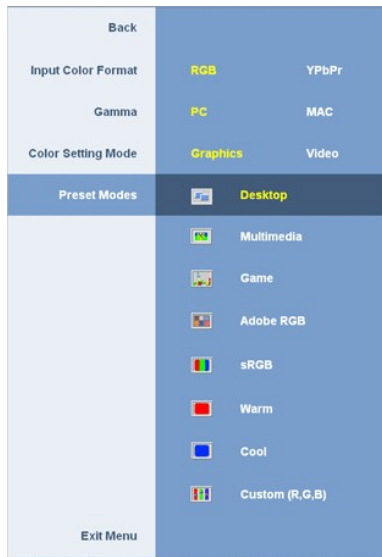 Back
Input Color Format RGB YPbPr
Gamma PC MAC
Color Setting Mode Graphics Video
Preset Modes Desktop
Multimedia
Game
Adobe RGB
sRGB
Warm
Cool
Custom (R,G,B)
Exit Menu